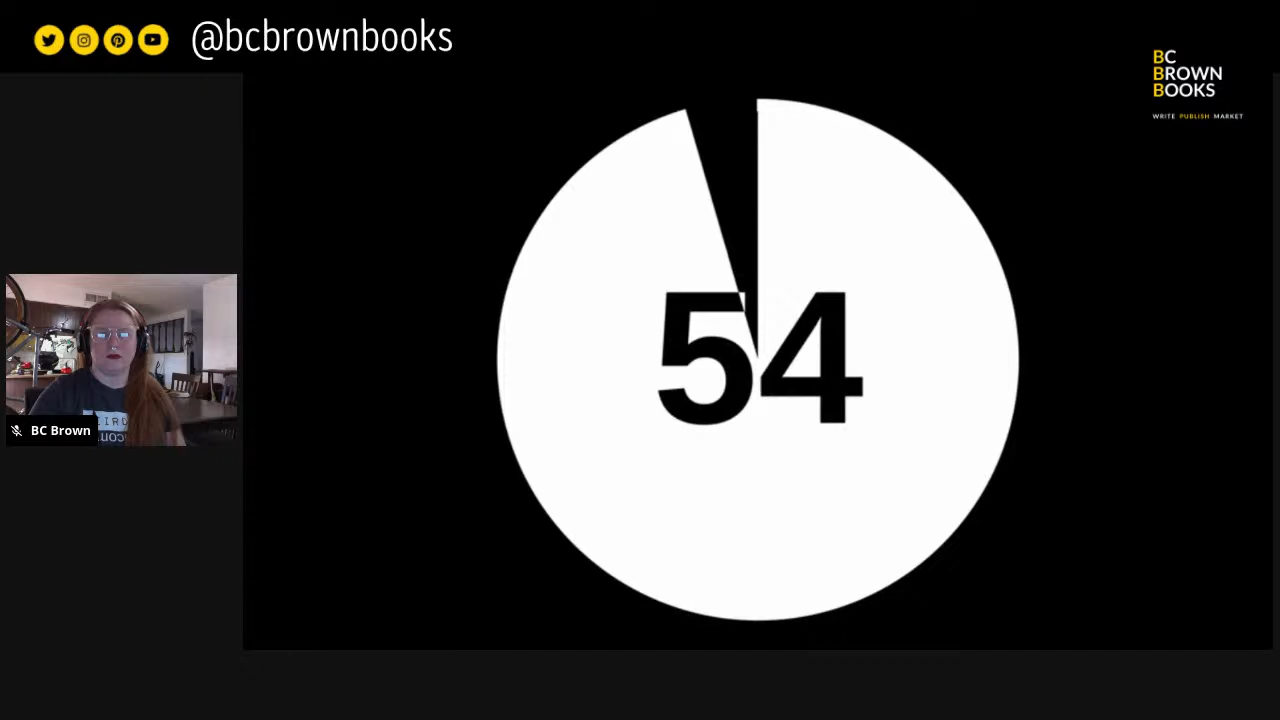 @bcbrownbooks
BC
BROWN
BOOKS
WRITE PUBLISH MARKET
54
BC Brown